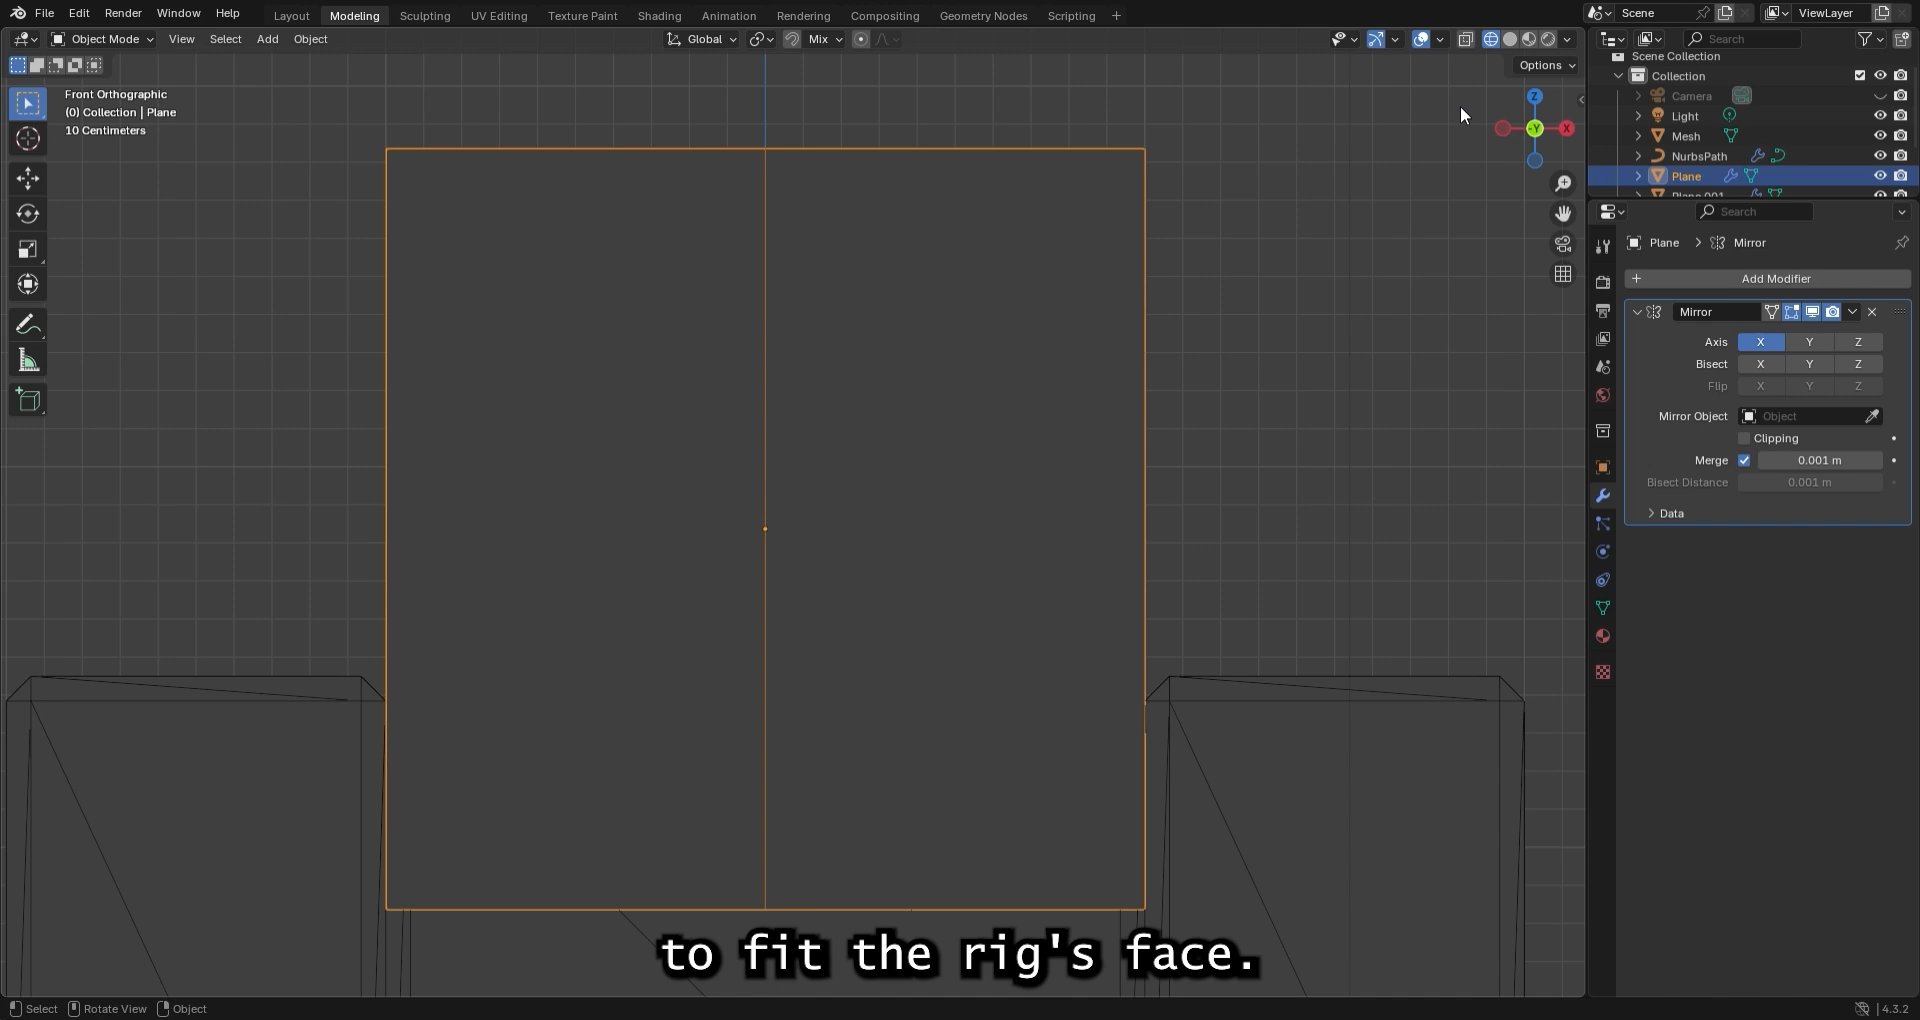 File Edit Render Window Help
Layout Modeling Sculpting UV Editing Texture Paint Shading Animation Rendering Compositing Geometry Nodes Scripting +
Scene ViewLayer
Object Mode View Select Add Object
Global Mix
Search
Options
Front Orthographic
(0) Collection | Plane
10 Centimeters
Z
-Y X
Scene Collection
Collection
Camera
Light
Mesh
NurbsPath
Plane
Plane.001
Search
Plane > Mirror
+ Add Modifier
Mirror
Axis X Y Z
Bisect X Y Z
Flip X Y Z
Mirror Object Object
Clipping
Merge 0.001 m
Bisect Distance 0.001 m
Data
to fit the rig's face.
Select Rotate View Object
4.3.2